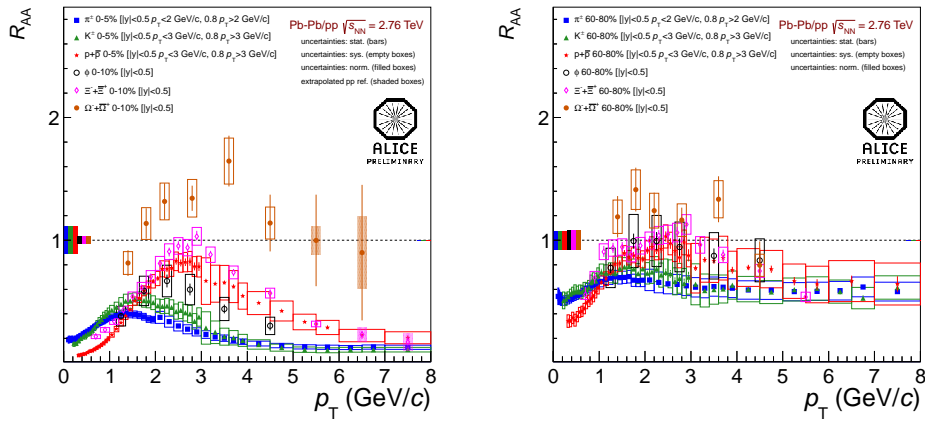 R_AA
Pb-Pb/pp √s_NN = 2.76 TeV
π± 0-5% [|y|<0.5 p_T<2 GeV/c, 0.8 p_T>2 GeV/c]
K± 0-5% [|y|<0.5 p_T<3 GeV/c, 0.8 p_T>3 GeV/c]
p+p̄ 0-5% [|y|<0.5 p_T<3 GeV/c, 0.8 p_T>3 GeV/c]
ϕ 0-10% [|y|<0.5]
Ξ⁻+Ξ̄⁺ 0-10% [|y|<0.5]
Ω⁻+Ω̄⁺ 0-10% [|y|<0.5]
uncertainties: stat. (bars)
uncertainties: sys. (empty boxes)
uncertainties: norm. (filled boxes)
extrapolated pp ref. (shaded boxes)
ALICE
PRELIMINARY
2
1
0 1 2 3 4 5 6 7 8
p_T (GeV/c)
R_AA
Pb-Pb/pp √s_NN = 2.76 TeV
π± 60-80% [|y|<0.5 p_T<2 GeV/c, 0.8 p_T>2 GeV/c]
K± 60-80% [|y|<0.5 p_T<3 GeV/c, 0.8 p_T>3 GeV/c]
p+p̄ 60-80% [|y|<0.5 p_T<3 GeV/c, 0.8 p_T>3 GeV/c]
ϕ 60-80% [|y|<0.5]
Ξ⁻+Ξ̄⁺ 60-80% [|y|<0.5]
Ω⁻+Ω̄⁺ 60-80% [|y|<0.5]
uncertainties: stat. (bars)
uncertainties: sys. (empty boxes)
uncertainties: norm. (filled boxes)
ALICE
PRELIMINARY
2
1
0 1 2 3 4 5 6 7 8
p_T (GeV/c)